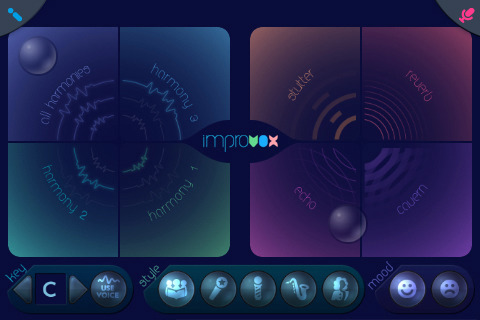 all harmonies
harmony 3
stutter
reverb
improvox
harmony 2
harmony 1
echo
cavern
key
C
USE
VOICE
style
mood